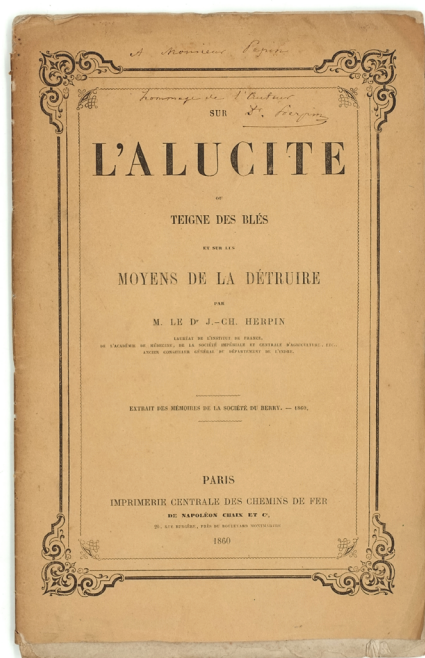 A Monsieur Pepin
hommage de l'Auteur
Dr Herpin
SUR
L'ALUCITE
OU
TEIGNE DES BLÉS
ET SUR LES
MOYENS DE LA DÉTRUIRE
PAR
M. LE Dr J.-CH. HERPIN
LAURÉAT DE L'INSTITUT DE FRANCE,
DE L'ACADÉMIE DE MÉDECINE, DE LA SOCIÉTÉ IMPÉRIALE ET CENTRALE D'AGRICULTURE, ETC.,
ANCIEN CONSEILLER GÉNÉRAL DU DÉPARTEMENT DE L'INDRE.
EXTRAIT DES MÉMOIRES DE LA SOCIÉTÉ DU BERRY. — 1860.
PARIS
IMPRIMERIE CENTRALE DES CHEMINS DE FER
DE NAPOLÉON CHAIX ET Ce,
RUE BERGÈRE, PRÈS DU BOULEVARD MONTMARTRE
1860